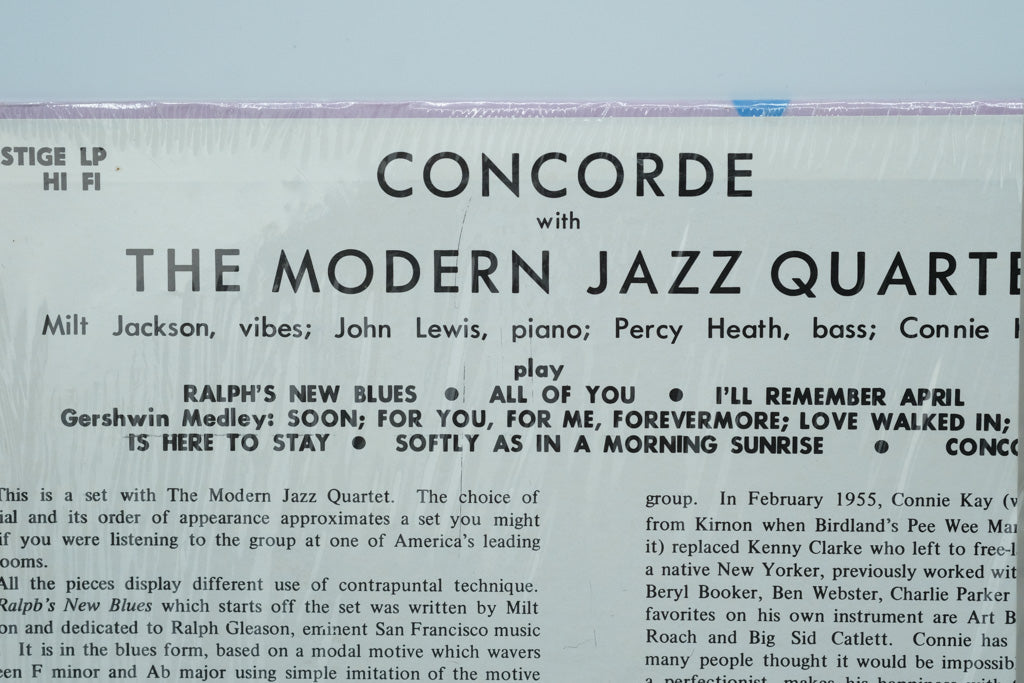 STIGE LP
HI FI
CONCORDE
with
THE MODERN JAZZ QUARTE
Milt Jackson, vibes; John Lewis, piano; Percy Heath, bass; Connie
play
RALPH'S NEW BLUES ● ALL OF YOU ● I'LL REMEMBER APRIL
Gershwin Medley: SOON; FOR YOU, FOR ME, FOREVERMORE; LOVE WALKED IN;
IS HERE TO STAY ● SOFTLY AS IN A MORNING SUNRISE ● CONCO
This is a set with The Modern Jazz Quartet. The choice of
ial and its order of appearance approximates a set you might
if you were listening to the group at one of America's leading
ooms.
All the pieces display different use of contrapuntal technique.
Ralph's New Blues which starts off the set was written by Milt
on and dedicated to Ralph Gleason, eminent San Francisco music
It is in the blues form, based on a modal motive which wavers
een F minor and Ab major using simple imitation of the motive
group. In February 1955, Connie Kay (
from Kirnon when Birdland's Pee Wee Mar
it) replaced Kenny Clarke who left to free-l
a native New Yorker, previously worked wit
Beryl Booker, Ben Webster, Charlie Parker
favorites on his own instrument are Art B
Roach and Big Sid Catlett. Connie has
many people thought it would be impossib
a perfectionist, makes his happiness with